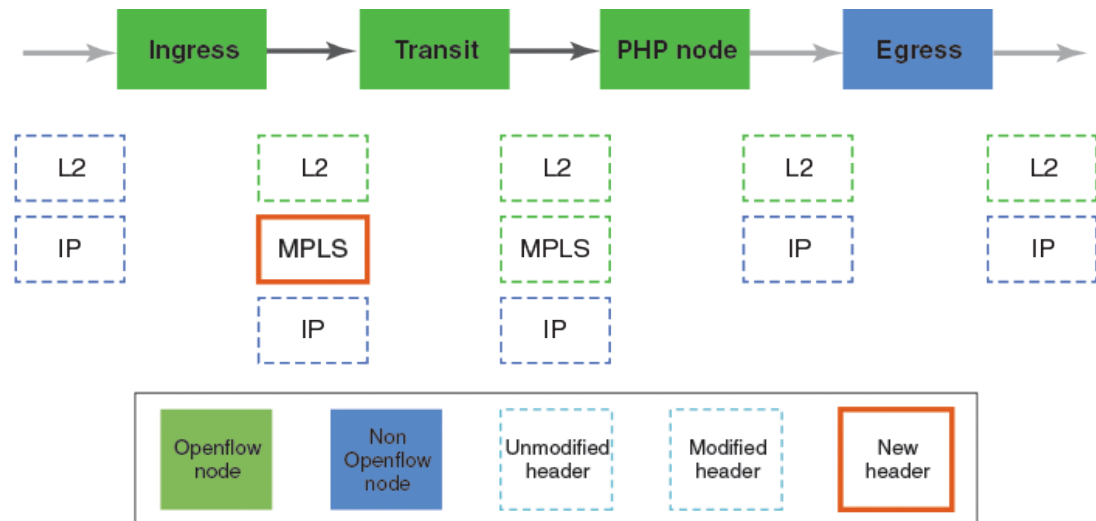 Ingress
Transit
PHP node
Egress
L2
L2
L2
L2
L2
IP
MPLS
MPLS
IP
IP
IP
IP
Openflow
node
Non
Openflow
node
Unmodified
header
Modified
header
New
header